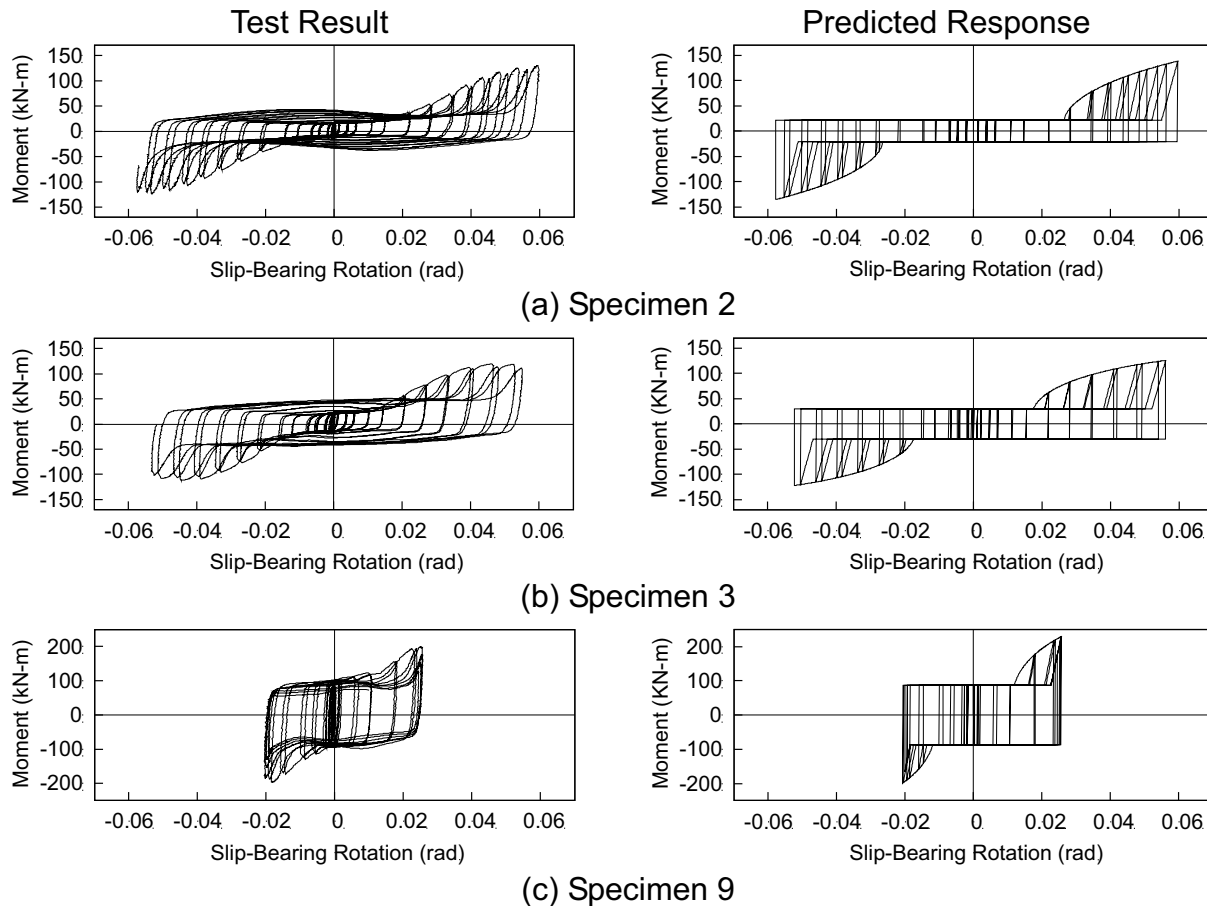 Test Result
Predicted Response
Moment (kN-m)
150
100
50
0
-50
-100
-150
-0.06 -0.04 -0.02 0 0.02 0.04 0.06
Slip-Bearing Rotation (rad)
Moment (KN-m)
150
100
50
0
-50
-100
-150
-0.06 -0.04 -0.02 0 0.02 0.04 0.06
Slip-Bearing Rotation (rad)
(a) Specimen 2
Moment (kN-m)
150
100
50
0
-50
-100
-150
-0.06 -0.04 -0.02 0 0.02 0.04 0.06
Slip-Bearing Rotation (rad)
Moment (kN-m)
150
100
50
0
-50
-100
-150
-0.06 -0.04 -0.02 0 0.02 0.04 0.06
Slip-Bearing Rotation (rad)
(b) Specimen 3
Moment (kN-m)
200
100
0
-100
-200
-0.06 -0.04 -0.02 0 0.02 0.04 0.06
Slip-Bearing Rotation (rad)
Moment (KN-m)
200
100
0
-100
-200
-0.06 -0.04 -0.02 0 0.02 0.04 0.06
Slip-Bearing Rotation (rad)
(c) Specimen 9